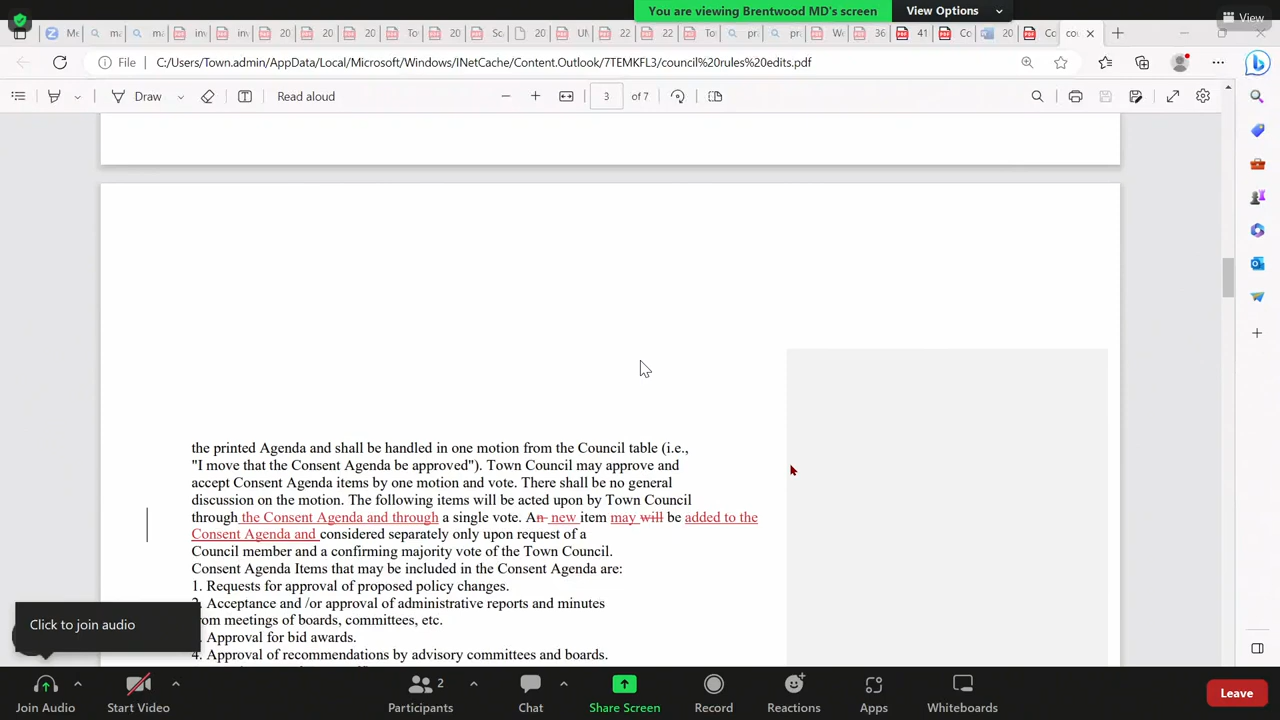 You are viewing Brentwood MD's screen
View Options
View
File
C:/Users/Town.admin/AppData/Local/Microsoft/Windows/INetCache/Content.Outlook/7TEMKFL3/council%20rules%20edits.pdf
Draw
Read aloud
3 of 7
the printed Agenda and shall be handled in one motion from the Council table (i.e.,
"I move that the Consent Agenda be approved"). Town Council may approve and
accept Consent Agenda items by one motion and vote. There shall be no general
discussion on the motion. The following items will be acted upon by Town Council
through the Consent Agenda and through a single vote. An new item may will be added to the
Consent Agenda and considered separately only upon request of a
Council member and a confirming majority vote of the Town Council.
Consent Agenda Items that may be included in the Consent Agenda are:
1. Requests for approval of proposed policy changes.
Acceptance and /or approval of administrative reports and minutes
from meetings of boards, committees, etc.
Approval for bid awards.
4. Approval of recommendations by advisory committees and boards.
Click to join audio
2
Join Audio
Start Video
Participants
Chat
Share Screen
Record
Reactions
Apps
Whiteboards
Leave